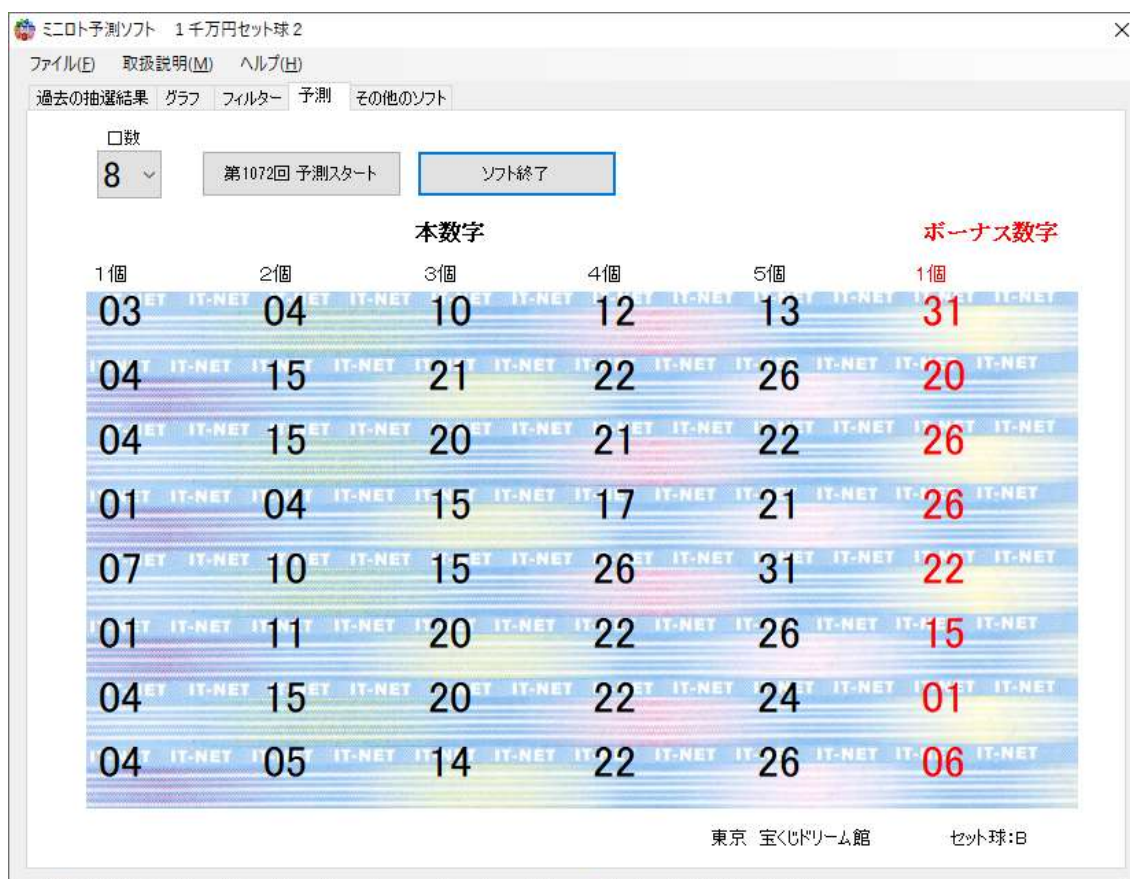 ミニロト予測ソフト 1千万円セット球2
ファイル(F) 取扱説明(M) ヘルプ(H)
過去の抽選結果 グラフ フィルター 予測 その他のソフト
口数
8 第1072回 予測スタート ソフト終了
本数字 ボーナス数字
1個 2個 3個 4個 5個 1個
03 04 10 12 13 31
04 15 21 22 26 20
04 15 20 21 22 26
01 04 15 17 21 26
07 10 15 26 31 22
01 11 20 22 26 15
04 15 20 22 24 01
04 05 14 22 26 06
東京 宝くじドリーム館 セット球:B